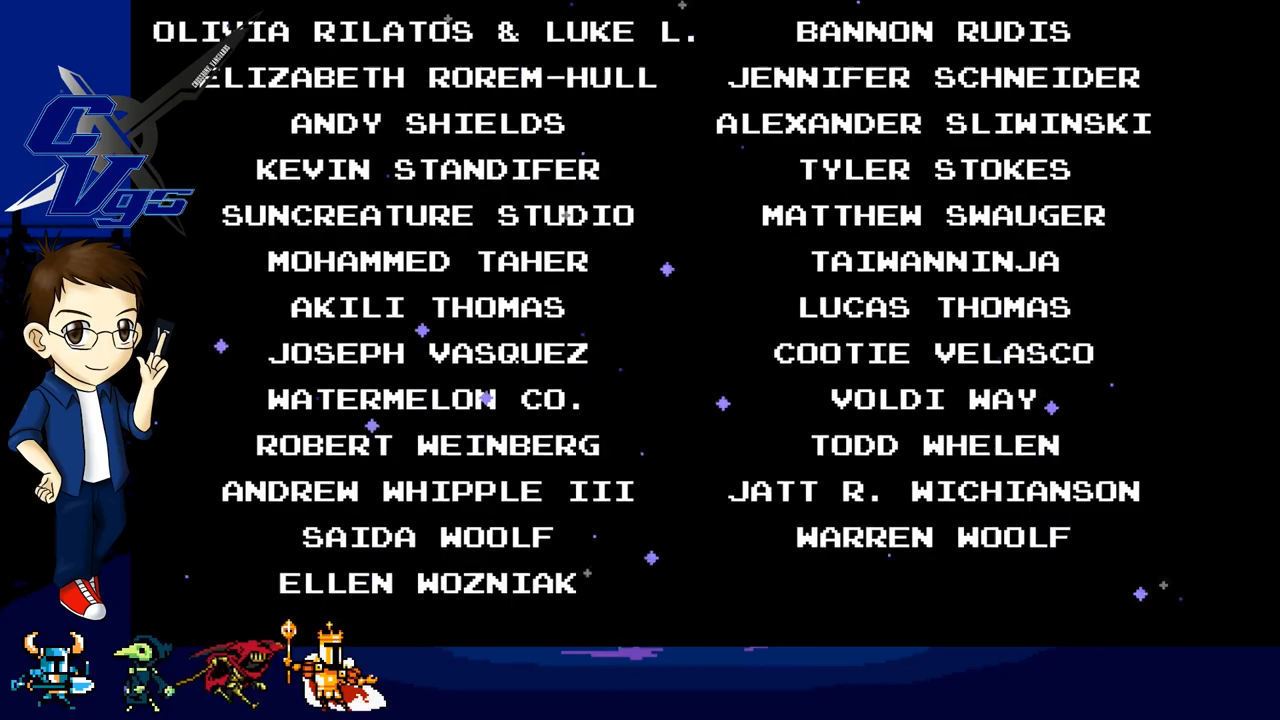 OLIVIA RILATOS & LUKE L. BANNON RUDIS
ELIZABETH ROREM-HULL JENNIFER SCHNEIDER
ANDY SHIELDS ALEXANDER SLIWINSKI
KEVIN STANDIFER TYLER STOKES
SUNCREATURE STUDIO MATTHEW SWAUGER
MOHAMMED TAHER TAIWANNINJA
AKILI THOMAS LUCAS THOMAS
JOSEPH VASQUEZ COOTIE VELASCO
WATERMELON CO. VOLDI WAY
ROBERT WEINBERG TODD WHELEN
ANDREW WHIPPLE III JATT R. WICHIANSON
SAIDA WOOLF WARREN WOOLF
ELLEN WOZNIAK
CVgs